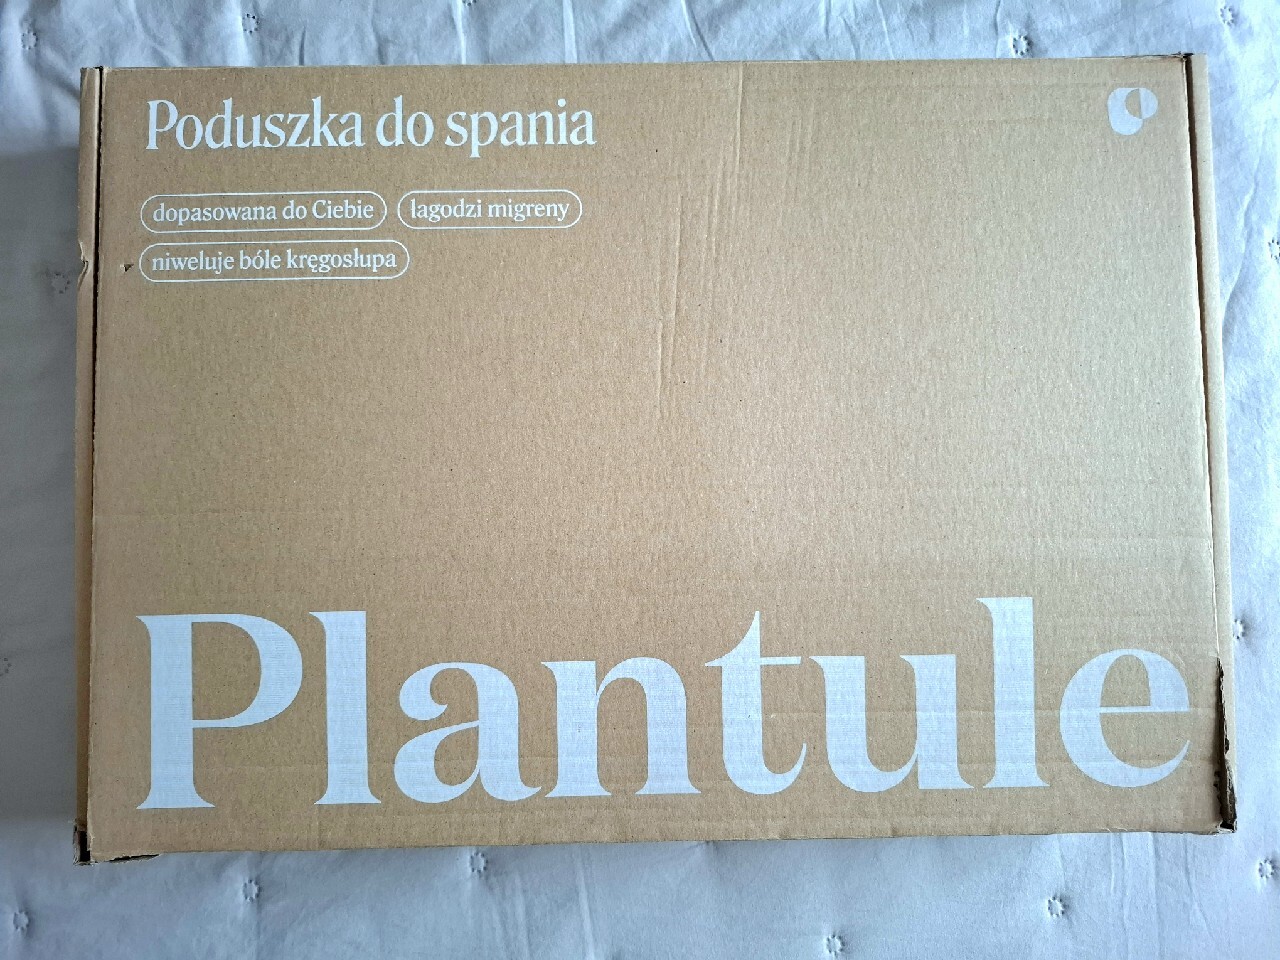 Poduszka do spania
dopasowana do Ciebie łagodzi migreny
niweluje bóle kręgosłupa
Plantule